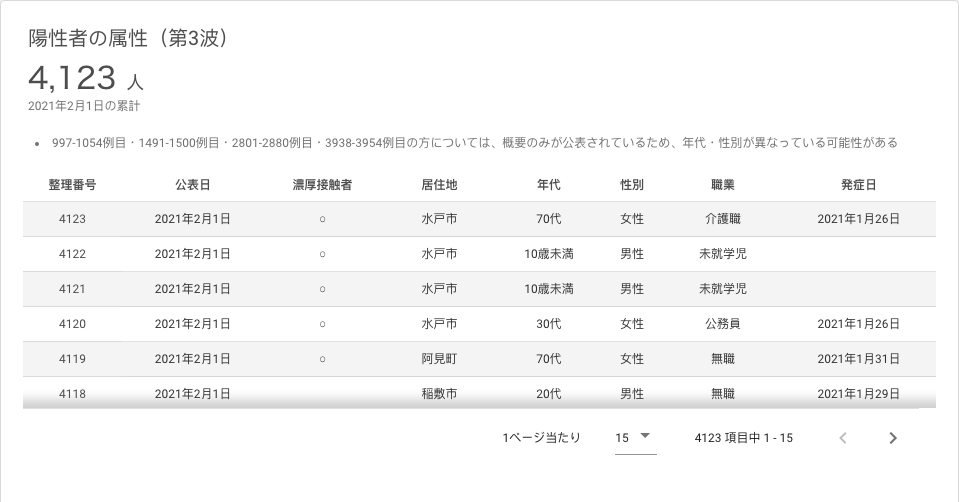 陽性者の属性（第3波）
4,123 人
2021年2月1日の累計
• 997-1054例目・1491-1500例目・2801-2880例目・3938-3954例目の方については、概要のみが公表されているため、年代・性別が異なっている可能性がある
整理番号 公表日 濃厚接触者 居住地 年代 性別 職業 発症日
4123 2021年2月1日 ○ 水戸市 70代 女性 介護職 2021年1月26日
4122 2021年2月1日 ○ 水戸市 10歳未満 男性 未就学児
4121 2021年2月1日 ○ 水戸市 10歳未満 男性 未就学児
4120 2021年2月1日 ○ 水戸市 30代 女性 公務員 2021年1月26日
4119 2021年2月1日 ○ 阿見町 70代 女性 無職 2021年1月31日
4118 2021年2月1日 稲敷市 20代 男性 無職 2021年1月29日
1ページ当たり 15 4123 項目中 1 - 15